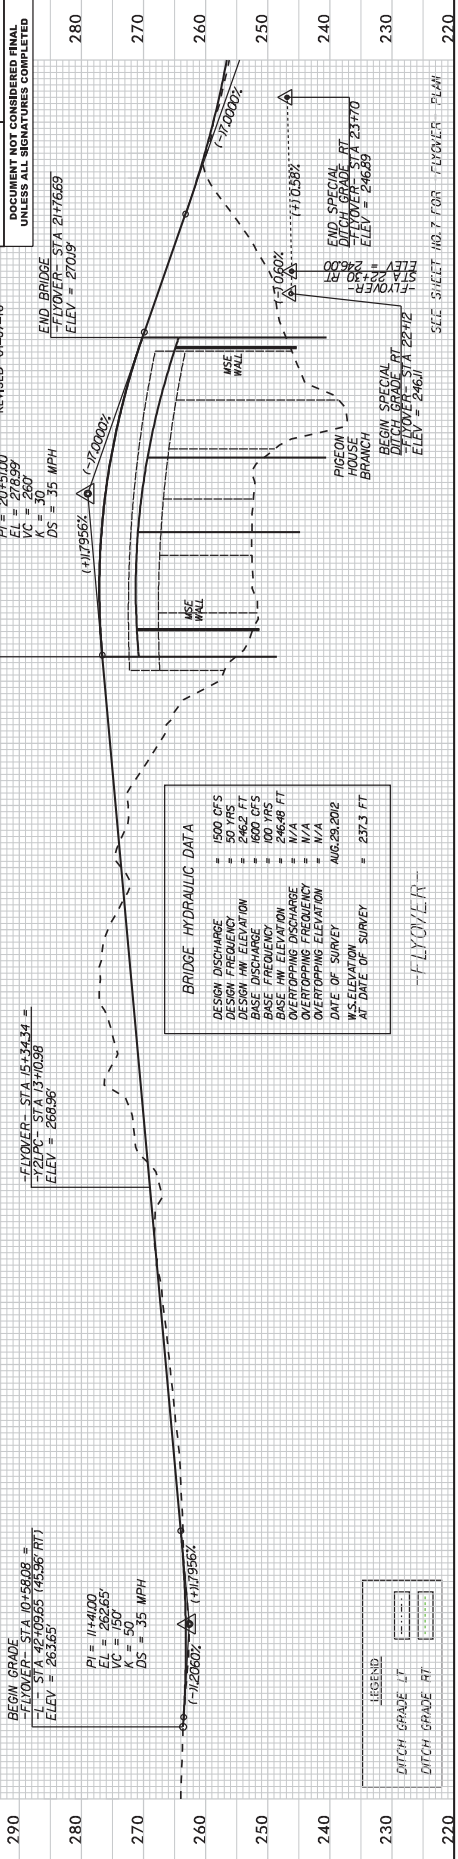 DOCUMENT NOT CONSIDERED FINAL
UNLESS ALL SIGNATURES COMPLETED
290
280
270
260
250
240
230
220
BEGIN GRADE
-FLYOVER- STA 10+58.08 =
-L- STA 42+09.65 (45.96' RT)
ELEV = 263.65'
PI = 11+41.00
EL = 262.65'
VC = 150'
K = 50
DS = 35 MPH
(-)1.2060%
(+)1.7956%
-FLYOVER- STA 15+34.34 =
-Y2LPC- STA 13+10.98
ELEV = 268.96'
PI = 20+51.00
EL = 278.99'
VC = 260'
K = 30
DS = 35 MPH
(+)1.7956%
(-)7.0000%
END BRIDGE
-FLYOVER- STA 21+76.69
ELEV = 270.19'
(-)7.0000%
MSE
WALL
MSE
WALL
PIGEON
HOUSE
BRANCH
BEGIN SPECIAL
DITCH GRADE RT
-FLYOVER- STA 22+12
ELEV = 246.11
(-)0.60%
-FLYOVER-
STA 22+30 RT
ELEV = 246.00
(+)0.58%
END SPECIAL
DITCH GRADE RT
-FLYOVER- STA 23+70
ELEV = 246.89
BRIDGE HYDRAULIC DATA
DESIGN DISCHARGE = 1500 CFS
DESIGN FREQUENCY = 50 YRS
DESIGN HW ELEVATION = 246.2 FT
BASE DISCHARGE = 1600 CFS
BASE FREQUENCY = 100 YRS
BASE HW ELEVATION = 246.48 FT
OVERTOPPING DISCHARGE = N/A
OVERTOPPING FREQUENCY = N/A
OVERTOPPING ELEVATION = N/A
DATE OF SURVEY AUG.29,2012
W.S.ELEVATION
AT DATE OF SURVEY = 237.3 FT
-FLYOVER-
LEGEND
DITCH GRADE LT
DITCH GRADE RT
SEE SHEET NO.7 FOR -FLYOVER- PLAN
280
270
260
250
240
230
220